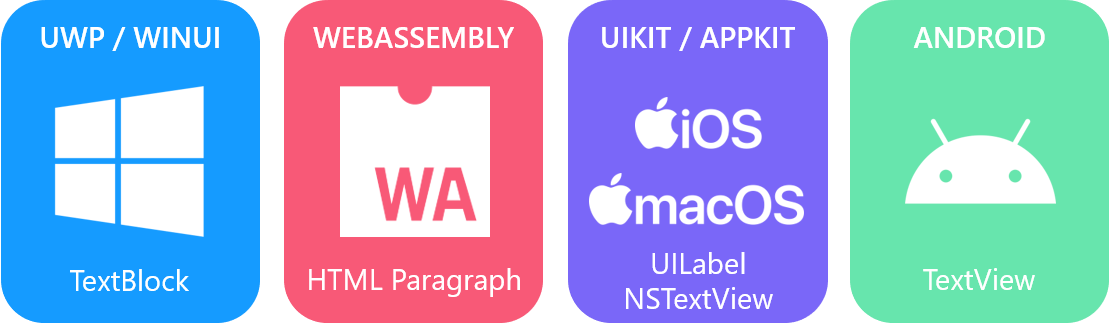 UWP / WINUI
TextBlock
WEBASSEMBLY
WA
HTML Paragraph
UIKIT / APPKIT
iOS
macOS
UILabel
NSTextView
ANDROID
TextView